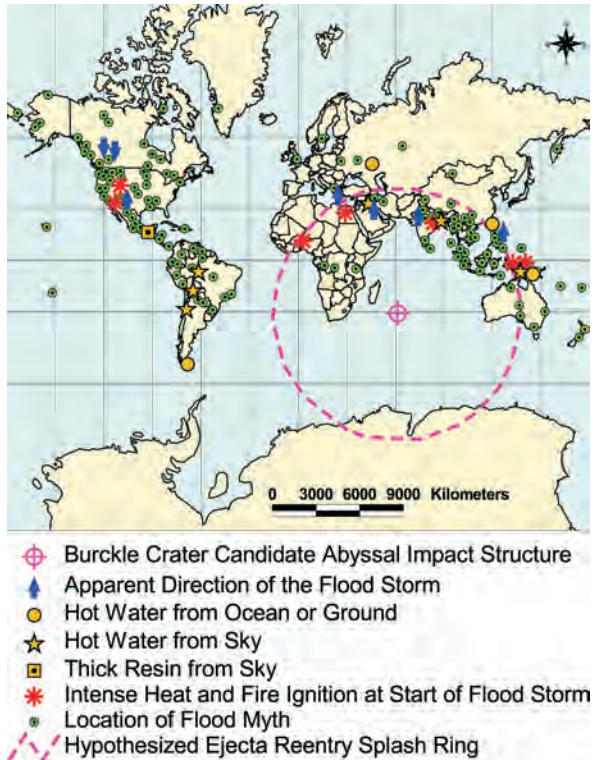 0 3000 6000 9000 Kilometers
Burckle Crater Candidate Abyssal Impact Structure
Apparent Direction of the Flood Storm
Hot Water from Ocean or Ground
Hot Water from Sky
Thick Resin from Sky
Intense Heat and Fire Ignition at Start of Flood Storm
Location of Flood Myth
Hypothesized Ejecta Reentry Splash Ring